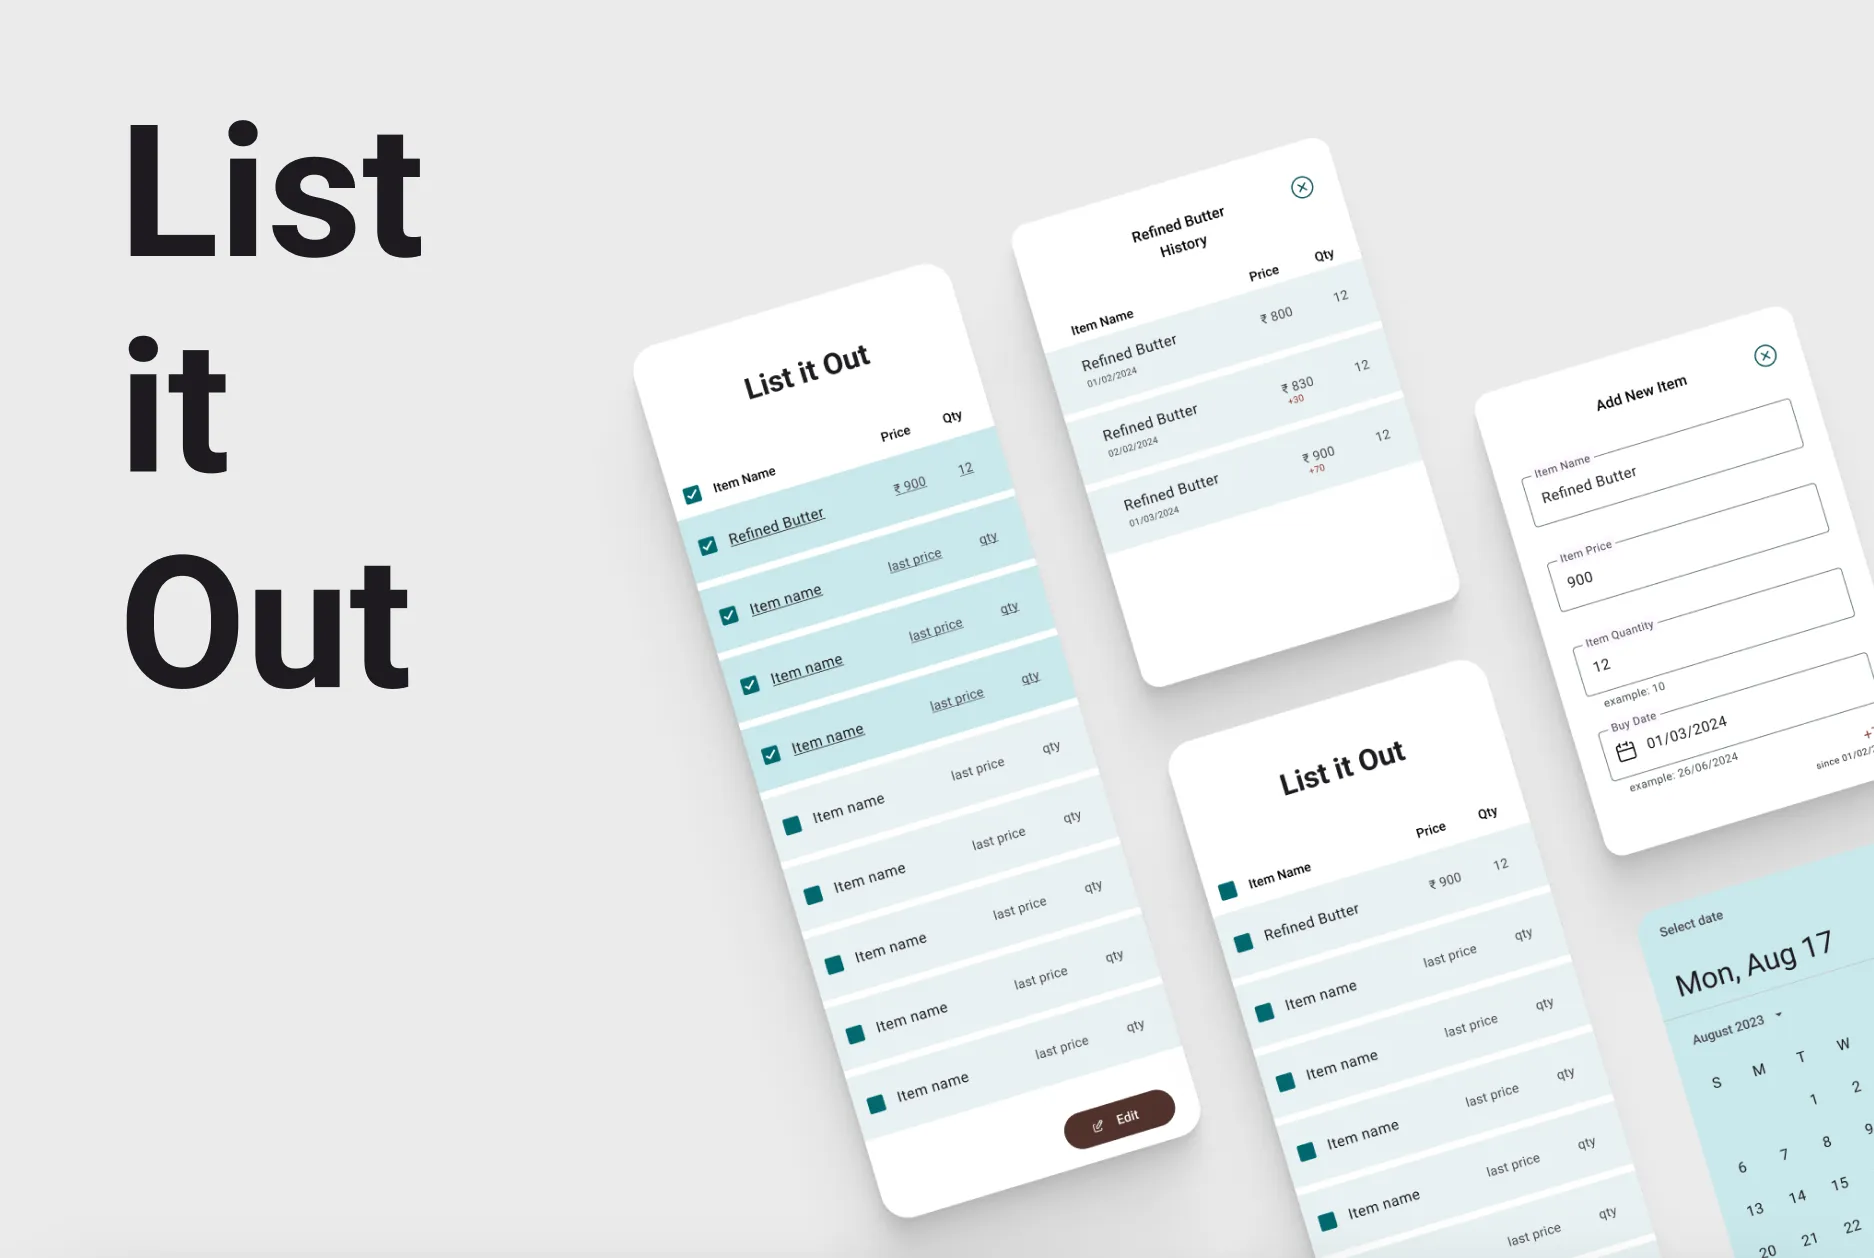 List
it
Out
List it Out
Item Name Price Qty
Refined Butter ₹ 900 12
Item name last price qty
Item name last price qty
Item name last price qty
Item name last price qty
Item name last price qty
Item name last price qty
Item name last price qty
Item name last price qty
Edit
Refined Butter
History
Item Name Price Qty
Refined Butter ₹ 800 12
01/02/2024
Refined Butter ₹ 830 12
02/02/2024 +30
Refined Butter ₹ 900 12
01/03/2024 +70
List it Out
Item Name Price Qty
Refined Butter ₹ 900 12
Item name last price qty
Item name last price qty
Item name last price qty
Item name last price qty
last price qty
Add New Item
Item Name
Refined Butter
Item Price
900
Item Quantity
12
example: 10
Buy Date
01/03/2024
example: 26/06/2024
since 01/02/
Select date
Mon, Aug 17
August 2023
S M T W
1 2
6 7 8 9
13 14 15
20 21 22